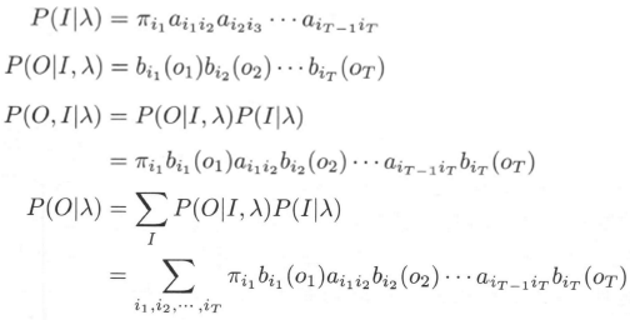 P(I|λ) = π_{i_1} a_{i_1 i_2} a_{i_2 i_3} ⋯ a_{i_{T-1} i_T}
P(O|I, λ) = b_{i_1}(o_1) b_{i_2}(o_2) ⋯ b_{i_T}(o_T)
P(O, I|λ) = P(O|I, λ)P(I|λ)
= π_{i_1} b_{i_1}(o_1) a_{i_1 i_2} b_{i_2}(o_2) ⋯ a_{i_{T-1} i_T} b_{i_T}(o_T)
P(O|λ) = ∑_{I} P(O|I, λ)P(I|λ)
= ∑_{i_1, i_2, ⋯, i_T} π_{i_1} b_{i_1}(o_1) a_{i_1 i_2} b_{i_2}(o_2) ⋯ a_{i_{T-1} i_T} b_{i_T}(o_T)